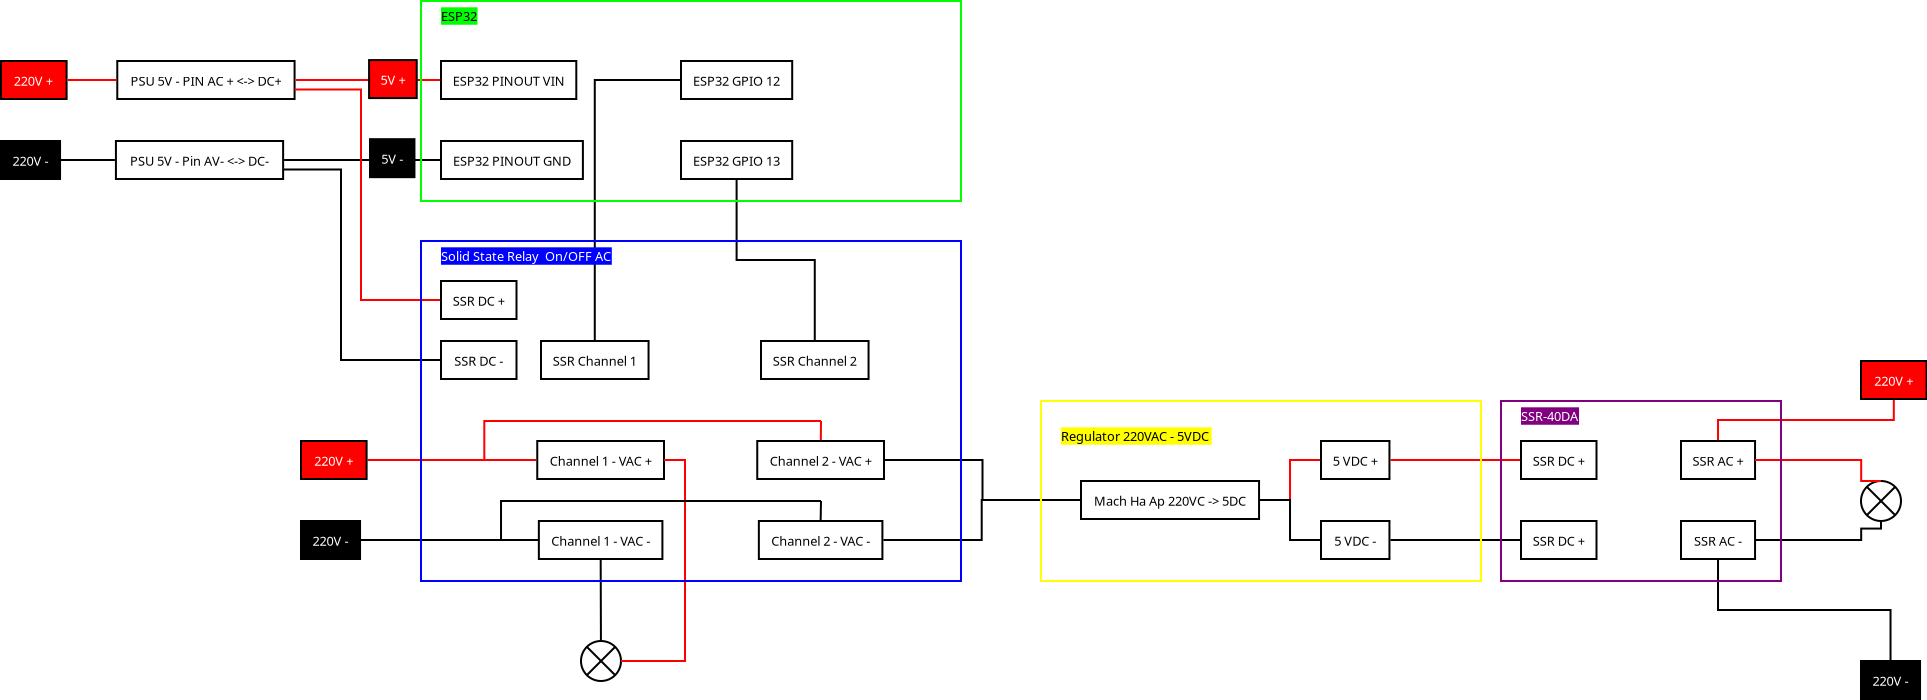 ESP32
220V +
PSU 5V - PIN AC + <-> DC+
5V +
ESP32 PINOUT VIN
ESP32 GPIO 12
220V -
PSU 5V - Pin AV- <-> DC-
5V -
ESP32 PINOUT GND
ESP32 GPIO 13
Solid State Relay  On/OFF AC
SSR DC +
SSR DC -
SSR Channel 1
SSR Channel 2
220V +
SSR-40DA
Regulator 220VAC - 5VDC
220V +
Channel 1 - VAC +
Channel 2 - VAC +
5 VDC +
SSR DC +
SSR AC +
Mach Ha Ap 220VC -> 5DC
220V -
Channel 1 - VAC -
Channel 2 - VAC -
5 VDC -
SSR DC +
SSR AC -
220V -